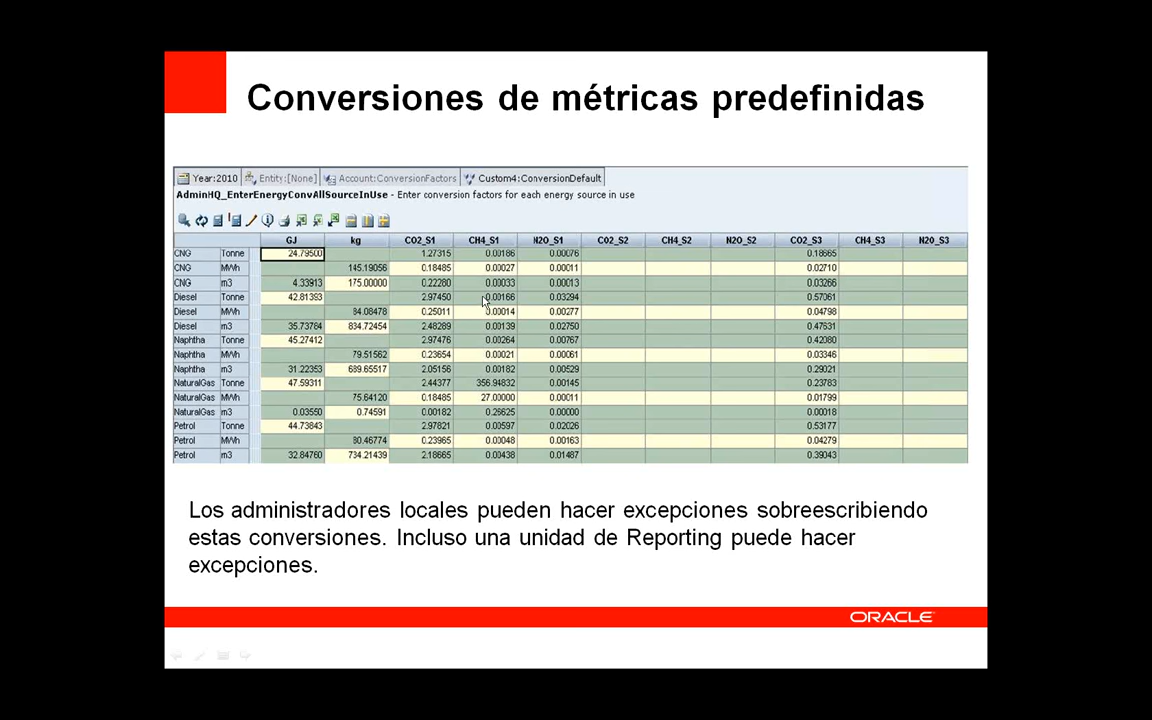 Conversiones de métricas predefinidas
Year:2010 Entity:[None] Account:ConversionFactors Custom4:ConversionDefault
AdminHQ_EnterEnergyConvAllSourceInUse - Enter conversion factors for each energy source in use
GJ kg CO2_S1 CH4_S1 N2O_S1 CO2_S2 CH4_S2 N2O_S2 CO2_S3 CH4_S3 N2O_S3
CNG Tonne 24.79500 1.27315 0.00186 0.00076 0.18665
CNG MWh 145.19056 0.18485 0.00027 0.00011 0.02710
CNG m3 4.33913 175.00000 0.22280 0.00033 0.00013 0.03266
Diesel Tonne 42.81393 2.97450 0.00166 0.03294 0.57061
Diesel MWh 84.08478 0.25011 0.00014 0.00277 0.04798
Diesel m3 35.73784 834.72454 2.48289 0.00139 0.02750 0.47631
Naphtha Tonne 45.27412 2.97476 0.00264 0.00767 0.42080
Naphtha MWh 79.51562 0.23654 0.00021 0.00061 0.03346
Naphtha m3 31.22353 689.65517 2.05156 0.00182 0.00529 0.29021
NaturalGas Tonne 47.59311 2.44377 356.94832 0.00145 0.23783
NaturalGas MWh 75.64120 0.18485 27.00000 0.00011 0.01799
NaturalGas m3 0.03550 0.74591 0.00182 0.26625 0.00000 0.00018
Petrol Tonne 44.73843 2.97821 0.00597 0.02026 0.53177
Petrol MWh 80.46774 0.23965 0.00048 0.00163 0.04279
Petrol m3 32.84760 734.21439 2.18665 0.00438 0.01487 0.39043
Los administradores locales pueden hacer excepciones sobreescribiendo
estas conversiones. Incluso una unidad de Reporting puede hacer
excepciones.
ORACLE